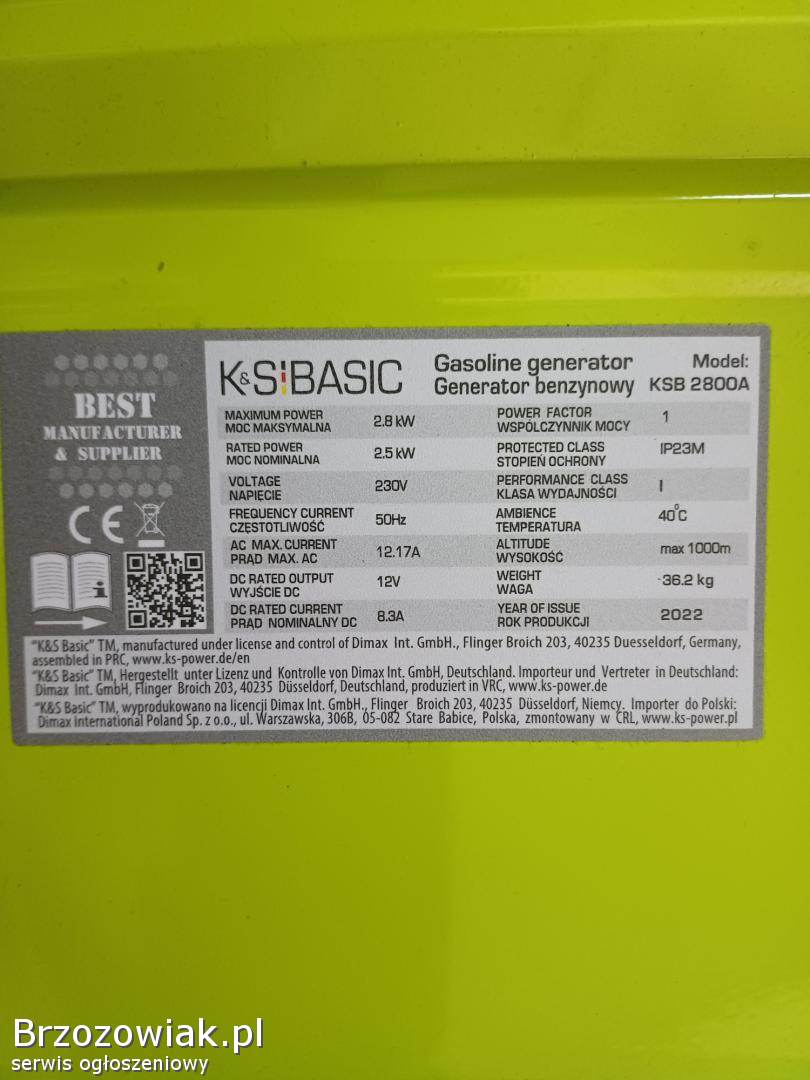 BEST
MANUFACTURER
& SUPPLIER
CE
i
K&S BASIC
Gasoline generator
Generator benzynowy
Model:
KSB 2800A
MAXIMUM POWER
MOC MAKSYMALNA
2.8 kW
POWER FACTOR
WSPÓŁCZYNNIK MOCY
1
RATED POWER
MOC NOMINALNA
2.5 kW
PROTECTED CLASS
STOPIEŃ OCHRONY
IP23M
VOLTAGE
NAPIĘCIE
230V
PERFORMANCE CLASS
KLASA WYDAJNOŚCI
I
FREQUENCY CURRENT
CZĘSTOTLIWOŚĆ
50Hz
AMBIENCE
TEMPERATURA
40°C
AC MAX. CURRENT
PRĄD MAX. AC
12.17A
ALTITUDE
WYSOKOŚĆ
max 1000m
DC RATED OUTPUT
WYJŚCIE DC
12V
WEIGHT
WAGA
36.2 kg
DC RATED CURRENT
PRĄD NOMINALNY DC
8.3A
YEAR OF ISSUE
ROK PRODUKCJI
2022
"K&S Basic" TM, manufactured under license and control of Dimax Int. GmbH., Flinger Broich 203, 40235 Duesseldorf, Germany,
assembled in PRC, www.ks-power.de/en
"K&S Basic" TM, Hergestellt unter Lizenz und Kontrolle von Dimax Int. GmbH, Deutschland. Importeur und Vertreter in Deutschland:
Dimax Int. GmbH, Flinger Broich 203, 40235 Düsseldorf, Deutschland, produziert in VRC, www.ks-power.de
"K&S Basic" TM, wyprodukowano na licencji Dimax Int. GmbH., Flinger Broich 203, 40235 Düsseldorf, Niemcy. Importer do Polski:
Dimax International Poland Sp. z o.o., ul. Warszawska, 306B, 05-082 Stare Babice, Polska, zmontowany w CRL, www.ks-power.pl
Brzozowiak.pl
serwis ogłoszeniowy